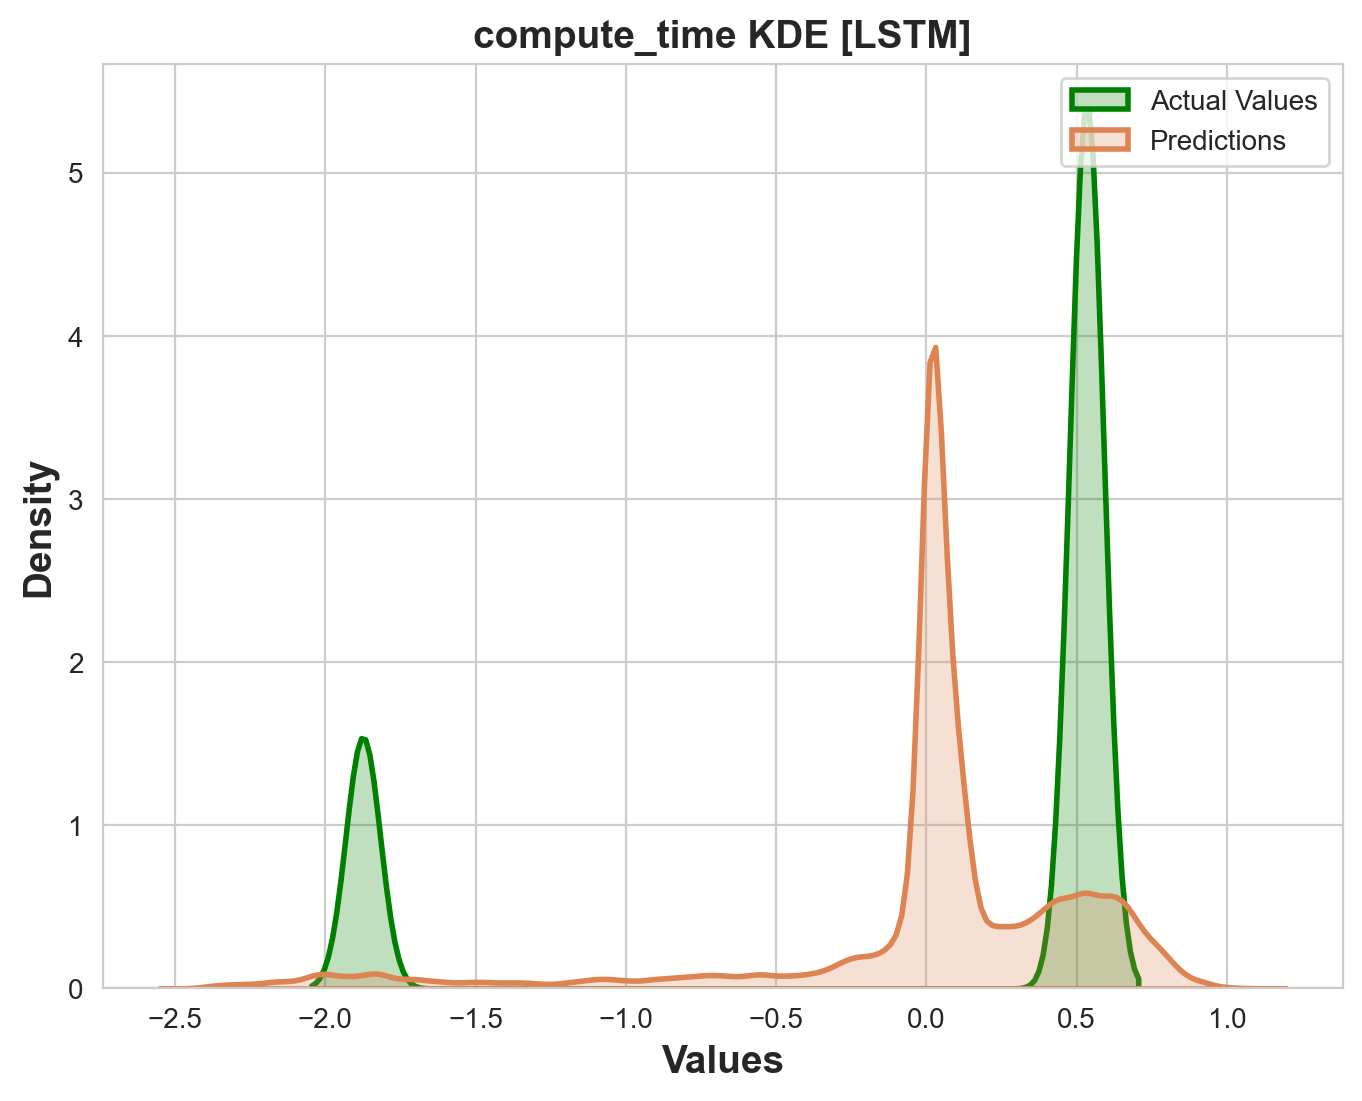 compute_time KDE [LSTM]
Actual Values
Predictions
Density
5
4
3
2
1
0
−2.5 −2.0 −1.5 −1.0 −0.5 0.0 0.5 1.0
Values